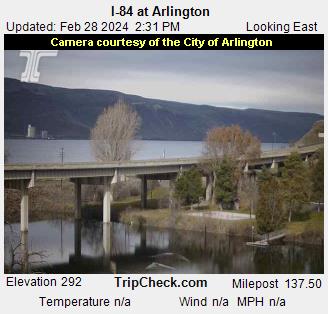 I-84 at Arlington
Updated: Feb 28 2024 2:31 PM Looking East
Camera courtesy of the City of Arlington
Elevation 292 TripCheck.com Milepost 137.50
Temperature n/a Wind n/a MPH n/a